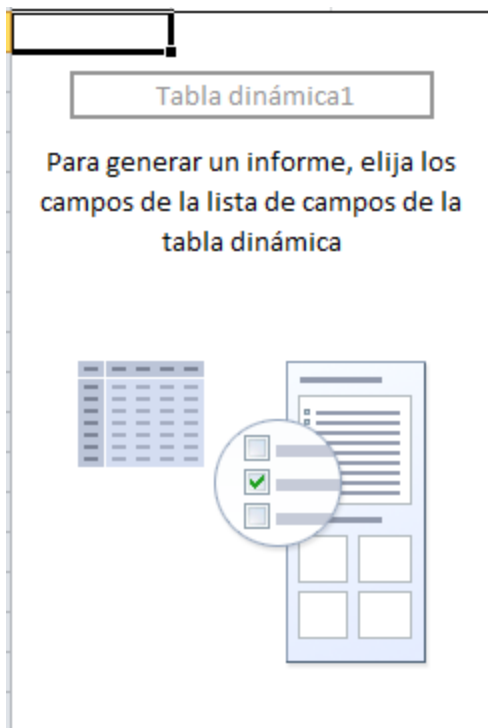 Tabla dinámica1
Para generar un informe, elija los
campos de la lista de campos de la
tabla dinámica